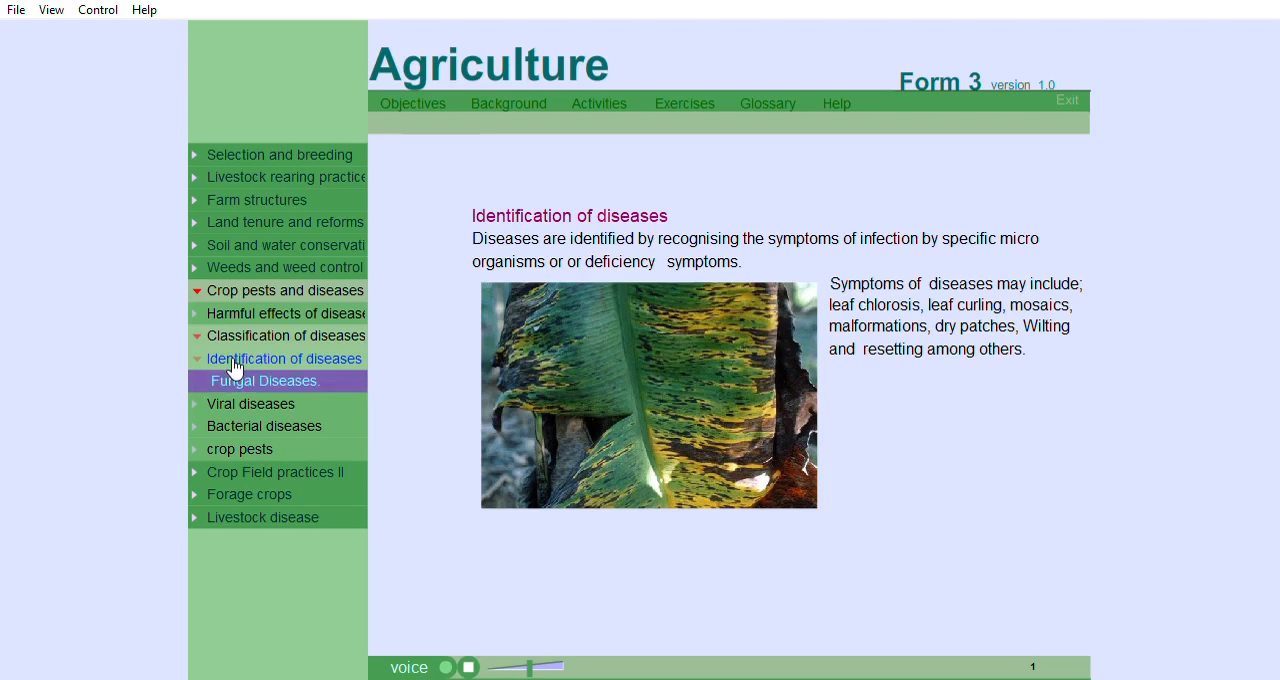 File View Control Help
Agriculture
Form 3 version 1.0
Objectives Background Activities Exercises Glossary Help Exit
Selection and breeding
Livestock rearing practice
Farm structures
Land tenure and reforms
Soil and water conservati
Weeds and weed control
Crop pests and diseases
Harmful effects of disease
Classification of diseases
Identification of diseases
Fungal Diseases.
Viral diseases
Bacterial diseases
crop pests
Crop Field practices II
Forage crops
Livestock disease
Identification of diseases
Diseases are identified by recognising the symptoms of infection by specific micro
organisms or or deficiency symptoms.
Symptoms of diseases may include;
leaf chlorosis, leaf curling, mosaics,
malformations, dry patches, Wilting
and resetting among others.
voice
1